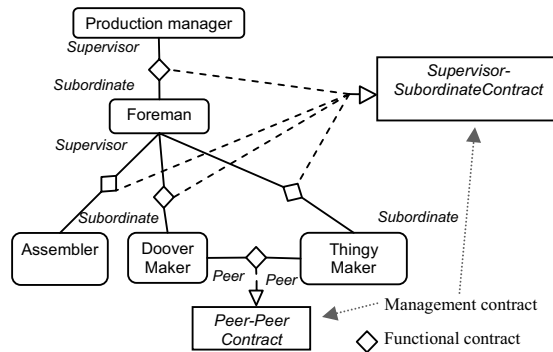 Production manager
Supervisor
Subordinate
Supervisor-
SubordinateContract
Foreman
Supervisor
Subordinate
Subordinate
Assembler
Doover
Maker
Thingy
Maker
Peer
Peer
Peer-Peer
Contract
Management contract
Functional contract